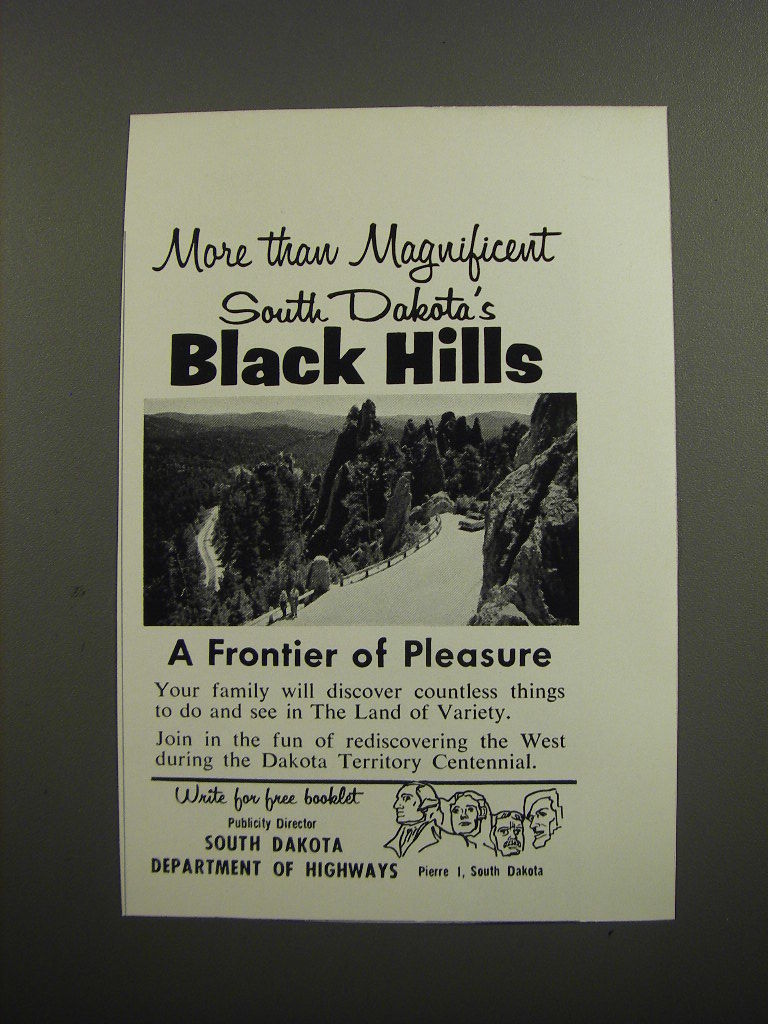 More than Magnificent
South Dakota's
Black Hills
A Frontier of Pleasure
Your family will discover countless things
to do and see in The Land of Variety.
Join in the fun of rediscovering the West
during the Dakota Territory Centennial.
Write for free booklet
Publicity Director
SOUTH DAKOTA
DEPARTMENT OF HIGHWAYS Pierre 1, South Dakota